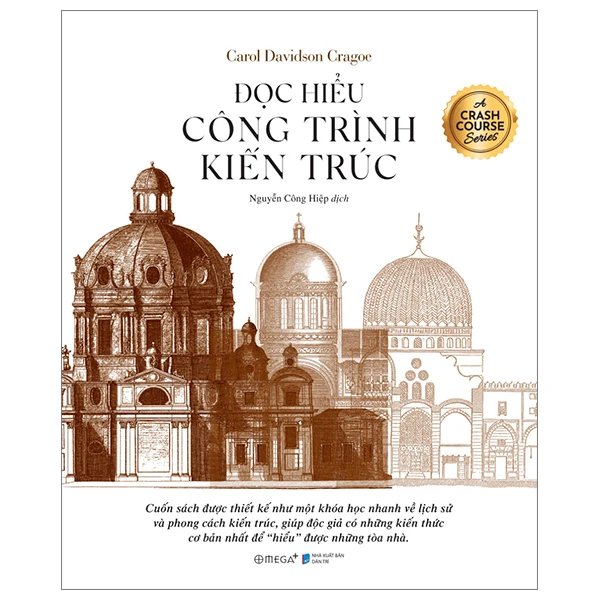 Carol Davidson Cragoe
ĐỌC HIỂU
CÔNG TRÌNH
KIẾN TRÚC
A
CRASH
COURSE
Series
Nguyễn Công Hiệp dịch
Cuốn sách được thiết kế như một khóa học nhanh về lịch sử
và phong cách kiến trúc, giúp độc giả có những kiến thức
cơ bản nhất để “hiểu” được những tòa nhà.
OMEGA+
NHÀ XUẤT BẢN
DÂN TRÍ